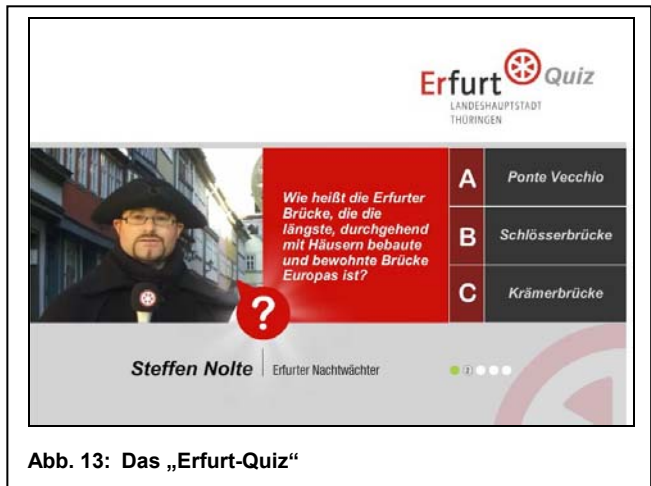 Erfurt Quiz
LANDESHAUPTSTADT
THÜRINGEN
Wie heißt die Erfurter
Brücke, die die
längste, durchgehend
mit Häusern bebaute
und bewohnte Brücke
Europas ist?
A Ponte Vecchio
B Schlösserbrücke
C Krämerbrücke
?
Steffen Nolte | Erfurter Nachtwächter
2
Abb. 13: Das „Erfurt-Quiz“